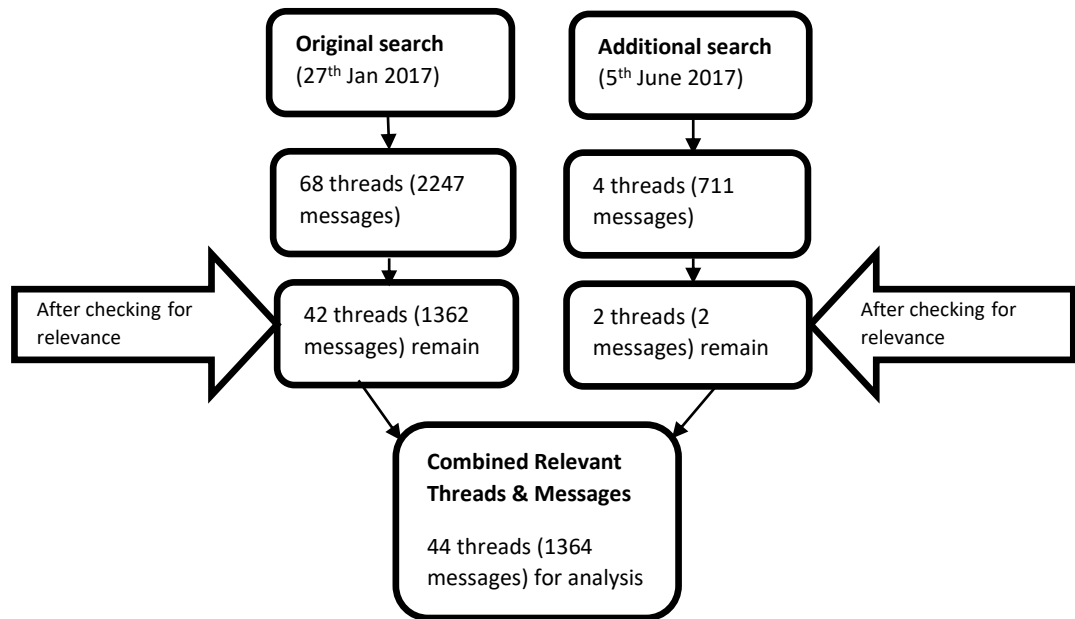 Original search
(27th Jan 2017)
Additional search
(5th June 2017)
68 threads (2247
messages)
4 threads (711
messages)
After checking for
relevance
42 threads (1362
messages) remain
2 threads (2
messages) remain
After checking for
relevance
Combined Relevant
Threads & Messages
44 threads (1364
messages) for analysis